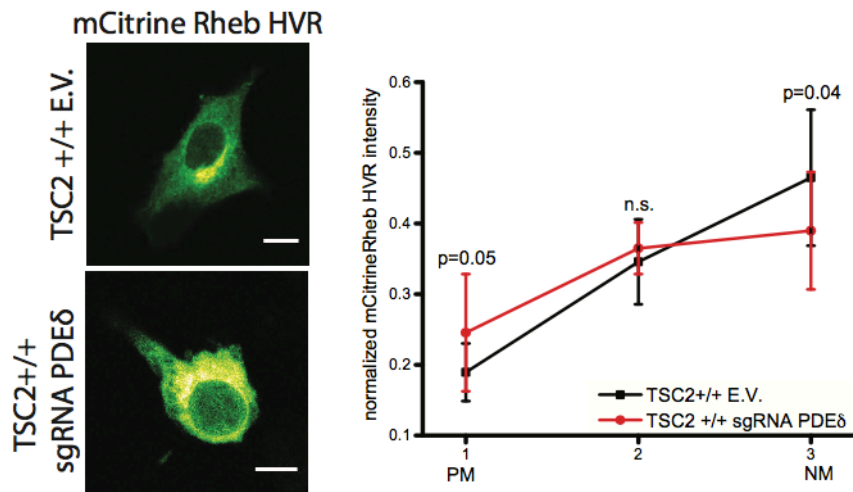 mCitrine Rheb HVR
TSC2 +/+ E.V.
TSC2+/+
sgRNA PDEδ
normalized mCitrineRheb HVR intensity
0.6
0.5
0.4
0.3
0.2
0.1
p=0.05
n.s.
p=0.04
TSC2+/+ E.V.
TSC2 +/+ sgRNA PDEδ
1
2
3
PM
NM